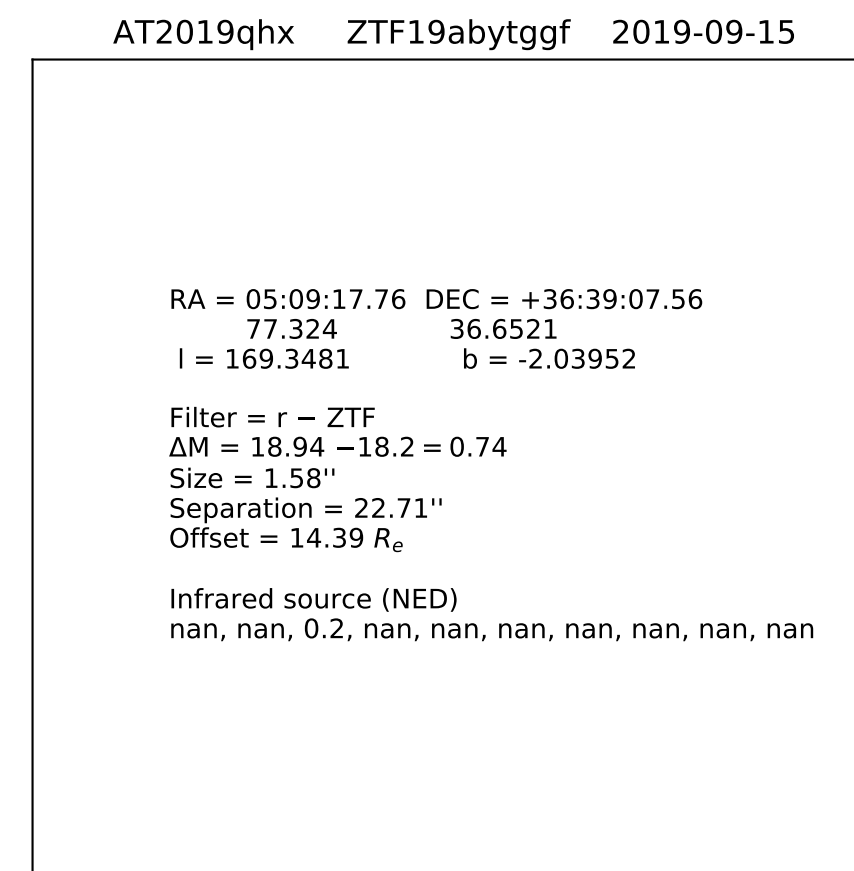 AT2019qhx ZTF19abytggf 2019-09-15
RA = 05:09:17.76 DEC = +36:39:07.56
77.324 36.6521
l = 169.3481 b = -2.03952
Filter = r − ZTF
ΔM = 18.94 −18.2 = 0.74
Size = 1.58''
Separation = 22.71''
Offset = 14.39 Re
Infrared source (NED)
nan, nan, 0.2, nan, nan, nan, nan, nan, nan, nan